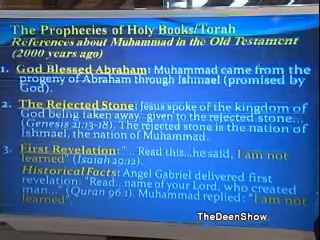 The Prophecies of Holy Books/Torah
References about Muhammad in the Old Testament
(2000 years ago)
1. God Blessed Abraham: Muhammad came from the
progeny of Abraham through Ishmael (promised by
God).
2. The Rejected Stone: Jesus spoke of the kingdom of
God being taken away..given to the rejected stone...
(Genesis 21:13-18). The rejected stone is the nation of
Ishmael, the nation of Muhammad.
3. First Revelation: "... Read this...he said, I am not
learned" (Isaiah 29:12).
Historical Facts: Angel Gabriel delivered first
revelation: "Read...name of your Lord, who created
man..." (Quran 96:1). Muhammad replied: "I am not
learned".
TheDeenShow